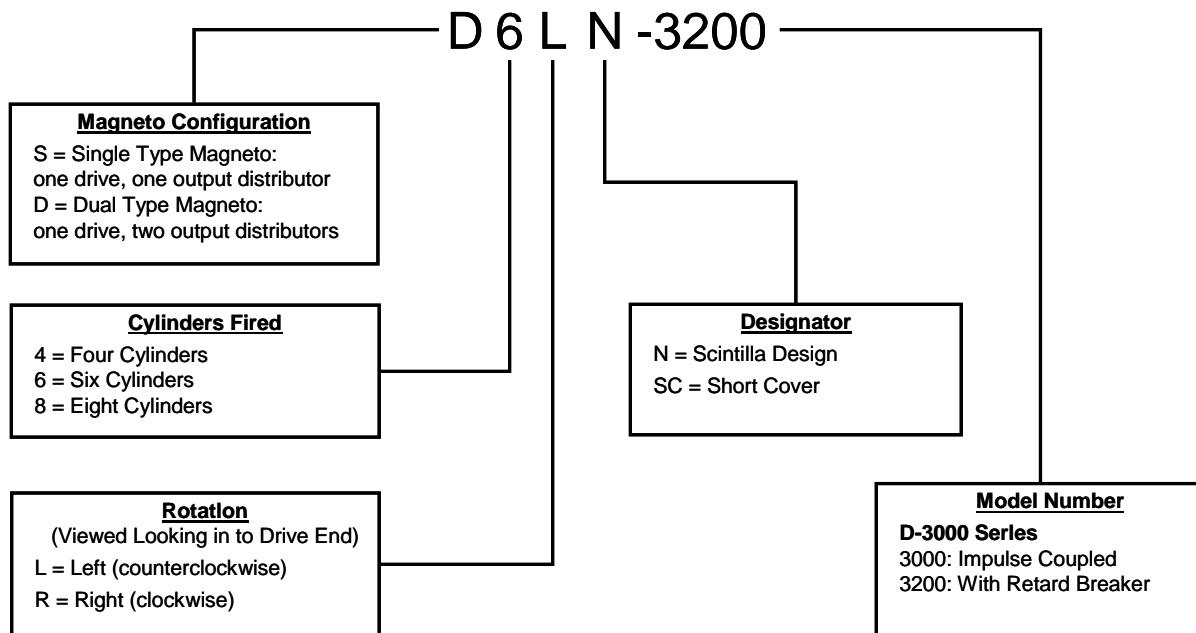 D 6 L N -3200
Magneto Configuration
S = Single Type Magneto:
one drive, one output distributor
D = Dual Type Magneto:
one drive, two output distributors
Cylinders Fired
4 = Four Cylinders
6 = Six Cylinders
8 = Eight Cylinders
Rotatlon
(Viewed Looking in to Drive End)
L = Left (counterclockwise)
R = Right (clockwise)
Designator
N = Scintilla Design
SC = Short Cover
Model Number
D-3000 Serles
3000: Impulse Coupled
3200: With Retard Breaker